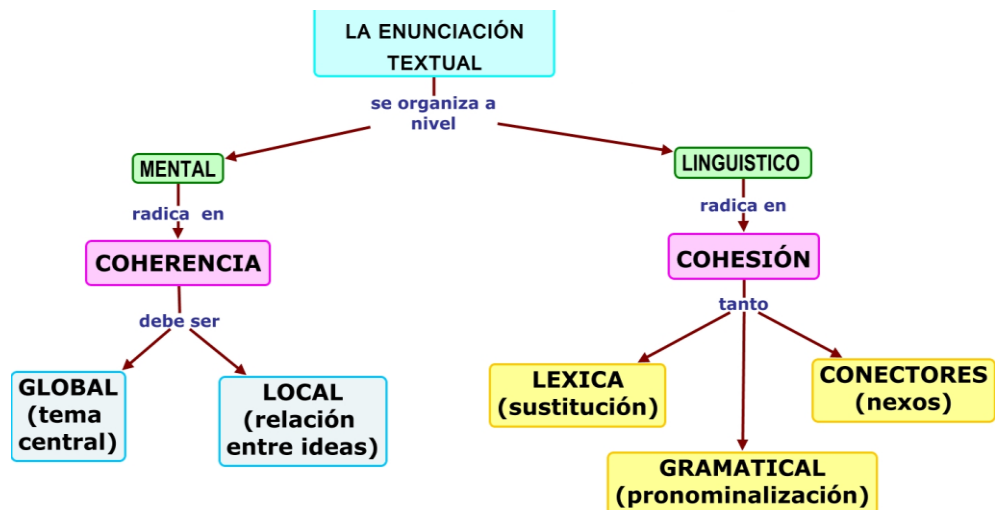 LA ENUNCIACIÓN
TEXTUAL
se organiza a
nivel
MENTAL
LINGUISTICO
radica en
radica en
COHERENCIA
COHESIÓN
debe ser
tanto
GLOBAL
(tema
central)
LOCAL
(relación
entre ideas)
LEXICA
(sustitución)
CONECTORES
(nexos)
GRAMATICAL
(pronominalización)